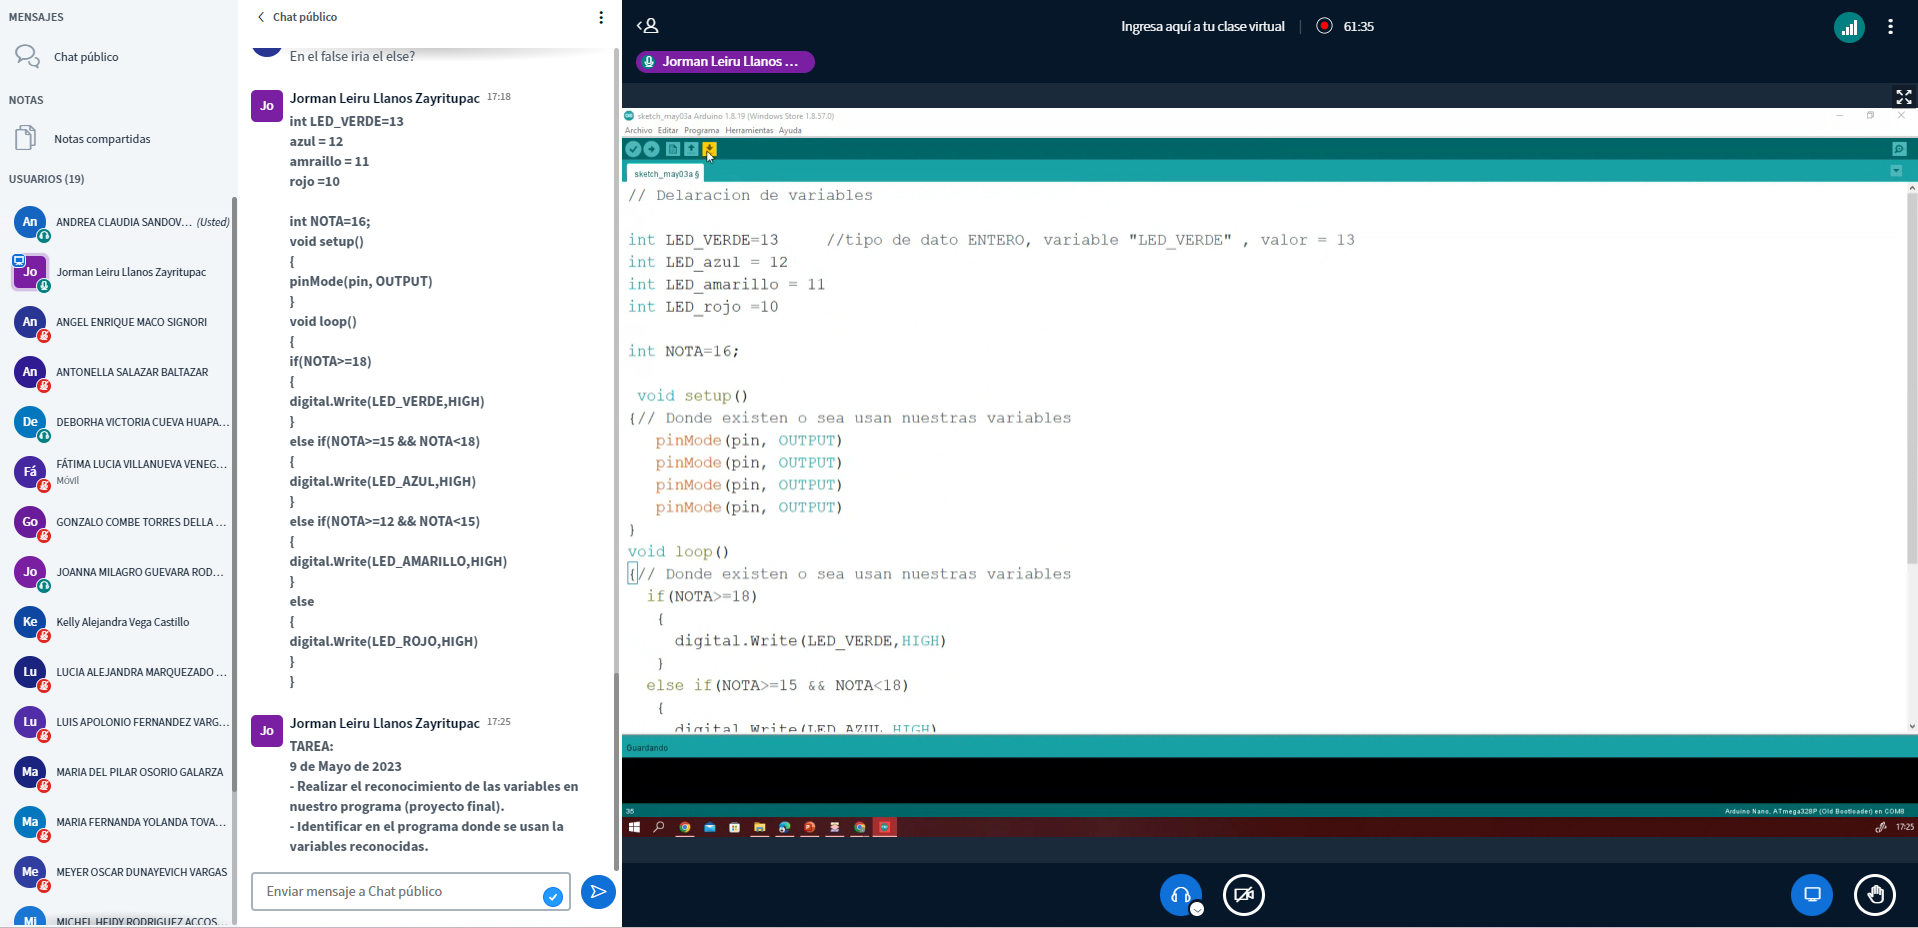 MENSAJES
Chat público
NOTAS
Notas compartidas
USUARIOS (19)
An
ANDREA CLAUDIA SANDOV... (Usted)
Jo
Jorman Leiru Llanos Zayritupac
An
ANGEL ENRIQUE MACO SIGNORI
An
ANTONELLA SALAZAR BALTAZAR
De
DEBORHA VICTORIA CUEVA HUAPA...
Fá
FÁTIMA LUCIA VILLANUEVA VENEG...
Móvil
Go
GONZALO COMBE TORRES DELLA ...
Jo
JOANNA MILAGRO GUEVARA ROD...
Ke
Kelly Alejandra Vega Castillo
Lu
LUCIA ALEJANDRA MARQUEZADO ...
Lu
LUIS APOLONIO FERNANDEZ VARG...
Ma
MARIA DEL PILAR OSORIO GALARZA
Ma
MARIA FERNANDA YOLANDA TOVA...
Me
MEYER OSCAR DUNAYEVICH VARGAS
Mi
MICHEL HEIDY RODRIGUEZ ACCOS...
Chat público
En el false iria el else?
Jo
Jorman Leiru Llanos Zayritupac 17:18
int LED_VERDE=13
azul = 12
amraillo = 11
rojo =10
int NOTA=16;
void setup()
{
pinMode(pin, OUTPUT)
}
void loop()
{
if(NOTA>=18)
{
digital.Write(LED_VERDE,HIGH)
}
else if(NOTA>=15 && NOTA<18)
{
digital.Write(LED_AZUL,HIGH)
}
else if(NOTA>=12 && NOTA<15)
{
digital.Write(LED_AMARILLO,HIGH)
}
else
{
digital.Write(LED_ROJO,HIGH)
}
}
Jo
Jorman Leiru Llanos Zayritupac 17:25
TAREA:
9 de Mayo de 2023
- Realizar el reconocimiento de las variables en
nuestro programa (proyecto final).
- Identificar en el programa donde se usan la
variables reconocidas.
Enviar mensaje a Chat público
Ingresa aquí a tu clase virtual
61:35
Jorman Leiru Llanos ...
sketch_may03a Arduino 1.8.19 (Windows Store 1.8.57.0)
Archivo Editar Programa Herramientas Ayuda
sketch_may03a §
// Delaracion de variables
int LED_VERDE=13 //tipo de dato ENTERO, variable "LED_VERDE" , valor = 13
int LED_azul = 12
int LED_amarillo = 11
int LED_rojo =10
int NOTA=16;
void setup()
{// Donde existen o sea usan nuestras variables
pinMode(pin, OUTPUT)
pinMode(pin, OUTPUT)
pinMode(pin, OUTPUT)
pinMode(pin, OUTPUT)
}
void loop()
{// Donde existen o sea usan nuestras variables
if(NOTA>=18)
{
digital.Write(LED_VERDE,HIGH)
}
else if(NOTA>=15 && NOTA<18)
{
digital.Write(LED_AZUL,HIGH)
Guardando
35
Arduino Nano, ATmega328P (Old Bootloader) en COM8
17:25